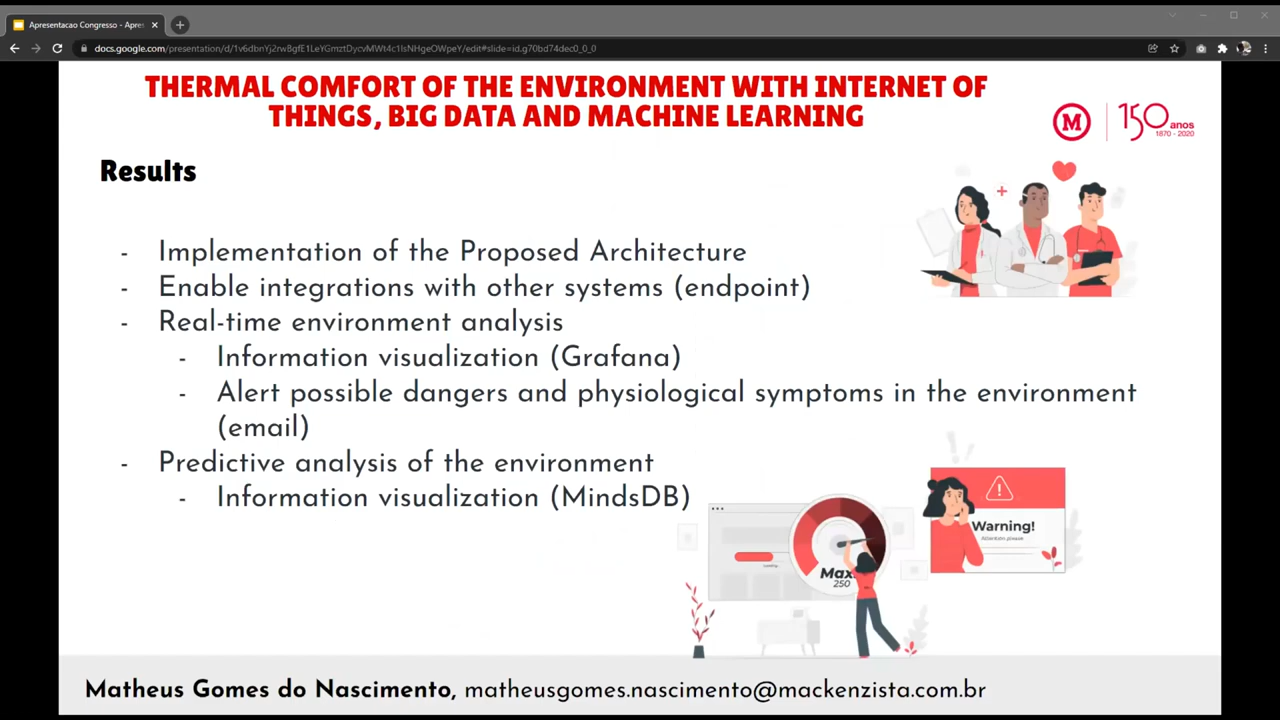 Apresentacao Congresso - Apre
docs.google.com/presentation/d/1v6dbnYj2rwBgfE1LeYGmztDycvMWt4c1IsNHgeOWpeY/edit#slide=id.g70bd74dec0_0_0
THERMAL COMFORT OF THE ENVIRONMENT WITH INTERNET OF
THINGS, BIG DATA AND MACHINE LEARNING
M
150 anos
1870 - 2020
Results
- Implementation of the Proposed Architecture
- Enable integrations with other systems (endpoint)
- Real-time environment analysis
- Information visualization (Grafana)
- Alert possible dangers and physiological symptoms in the environment
(email)
- Predictive analysis of the environment
- Information visualization (MindsDB)
Warning!
Attention please
Max.
250
Matheus Gomes do Nascimento, matheusgomes.nascimento@mackenzista.com.br